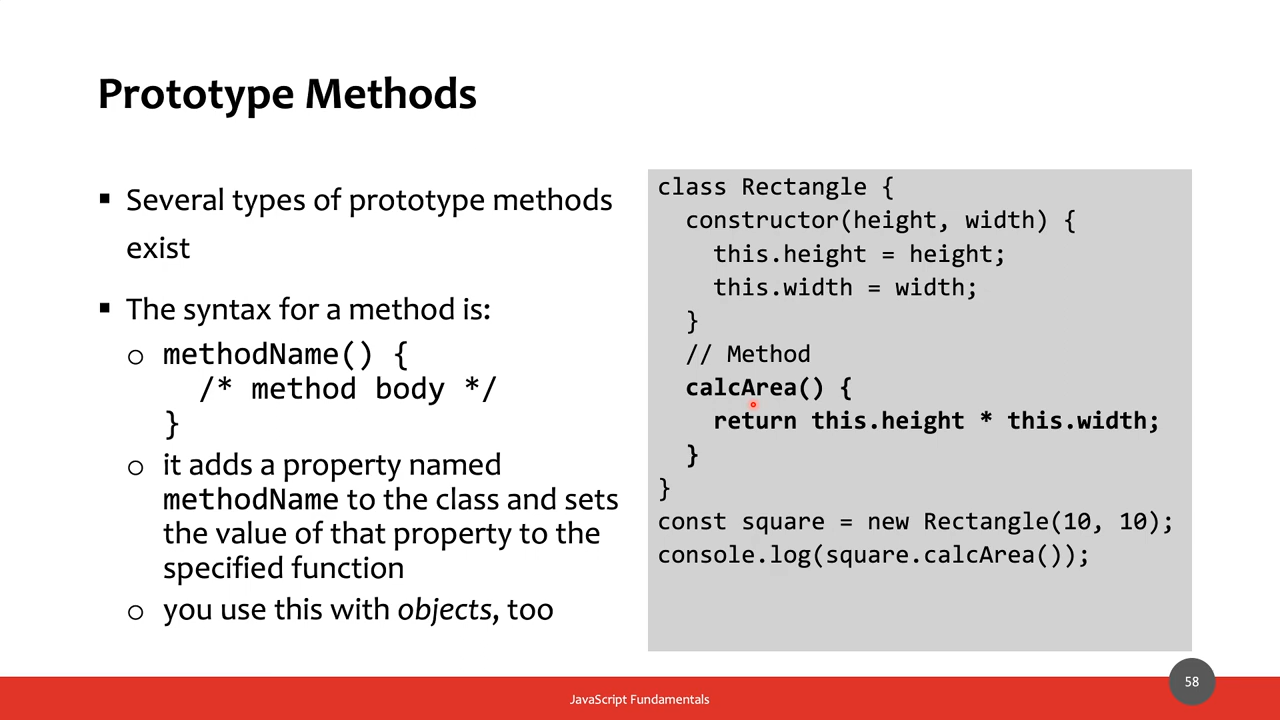 Prototype Methods
▪ Several types of prototype methods
exist
▪ The syntax for a method is:
o methodName() {
/* method body */
}
o it adds a property named
methodName to the class and sets
the value of that property to the
specified function
o you use this with objects, too
class Rectangle {
constructor(height, width) {
this.height = height;
this.width = width;
}
// Method
calcArea() {
return this.height * this.width;
}
}
const square = new Rectangle(10, 10);
console.log(square.calcArea());
58
JavaScript Fundamentals